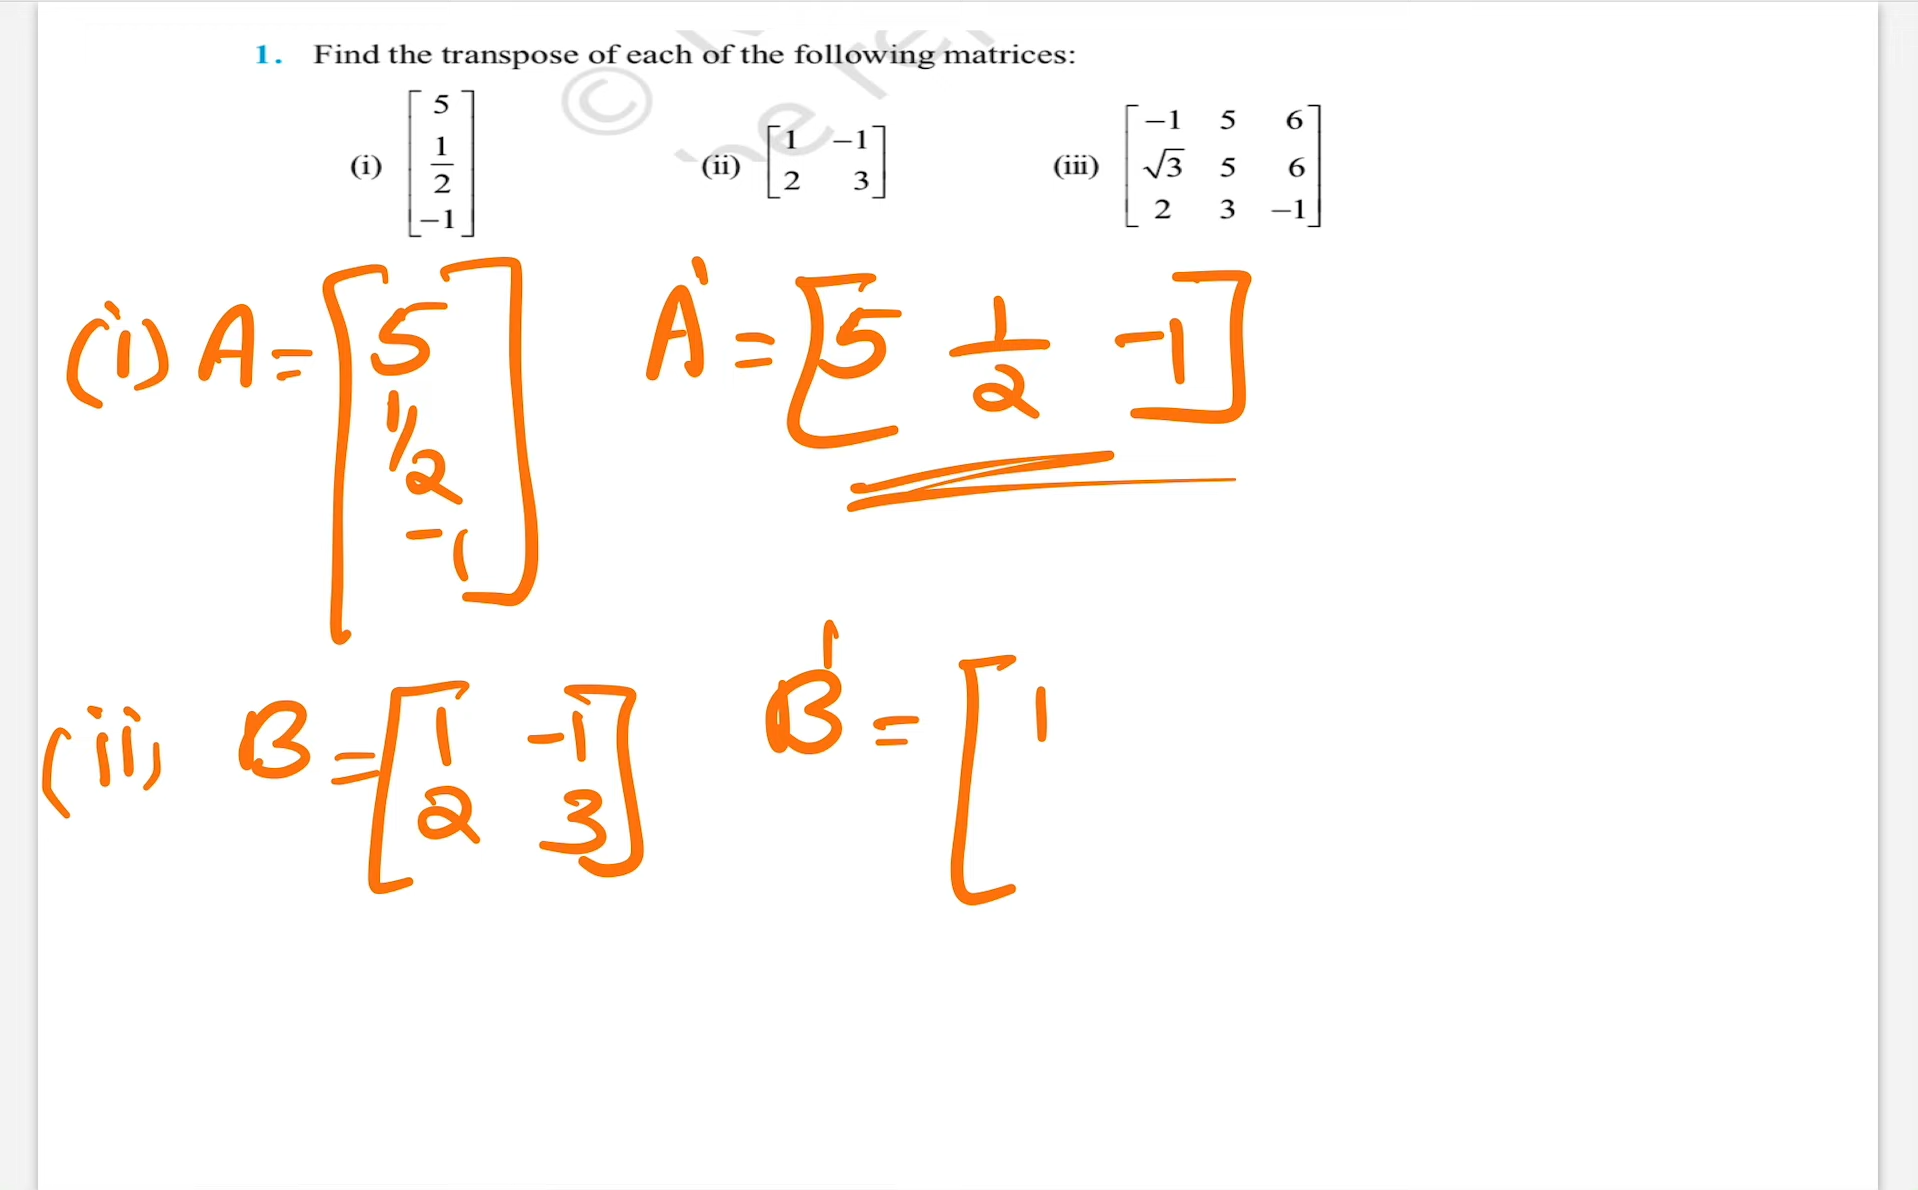 1. Find the transpose of each of the following matrices:
(i) [5 1/2 −1] (ii) [1 −1 (iii) [−1 5 6
2 3] √3 5 6
2 3 −1]
(i) A = [5 A' = [5 1/2 -1]
1/2
-1]
(ii) B = [1 -1 B' = [1
2 3]